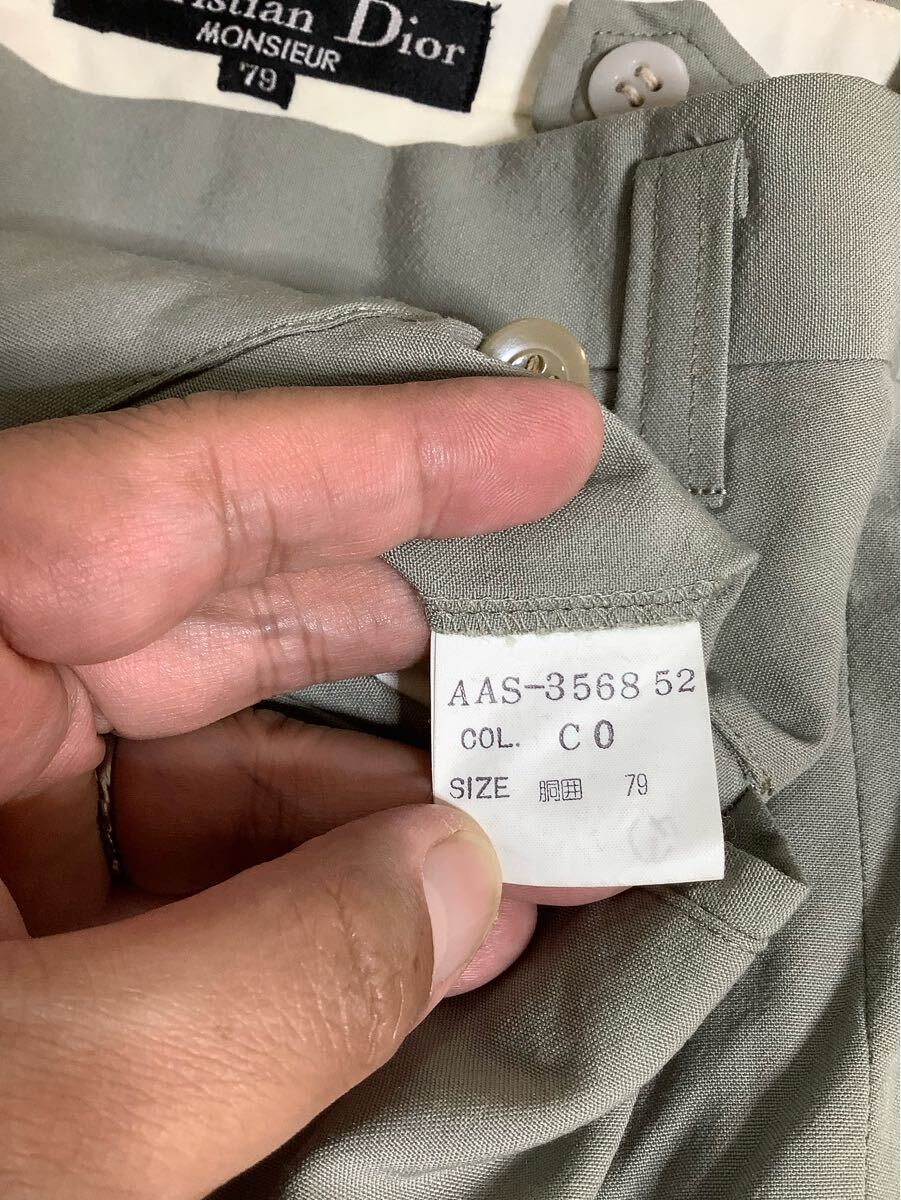 istian Dior
MONSIEUR
79
AAS-3568 52
COL. C0
SIZE 胴囲 79